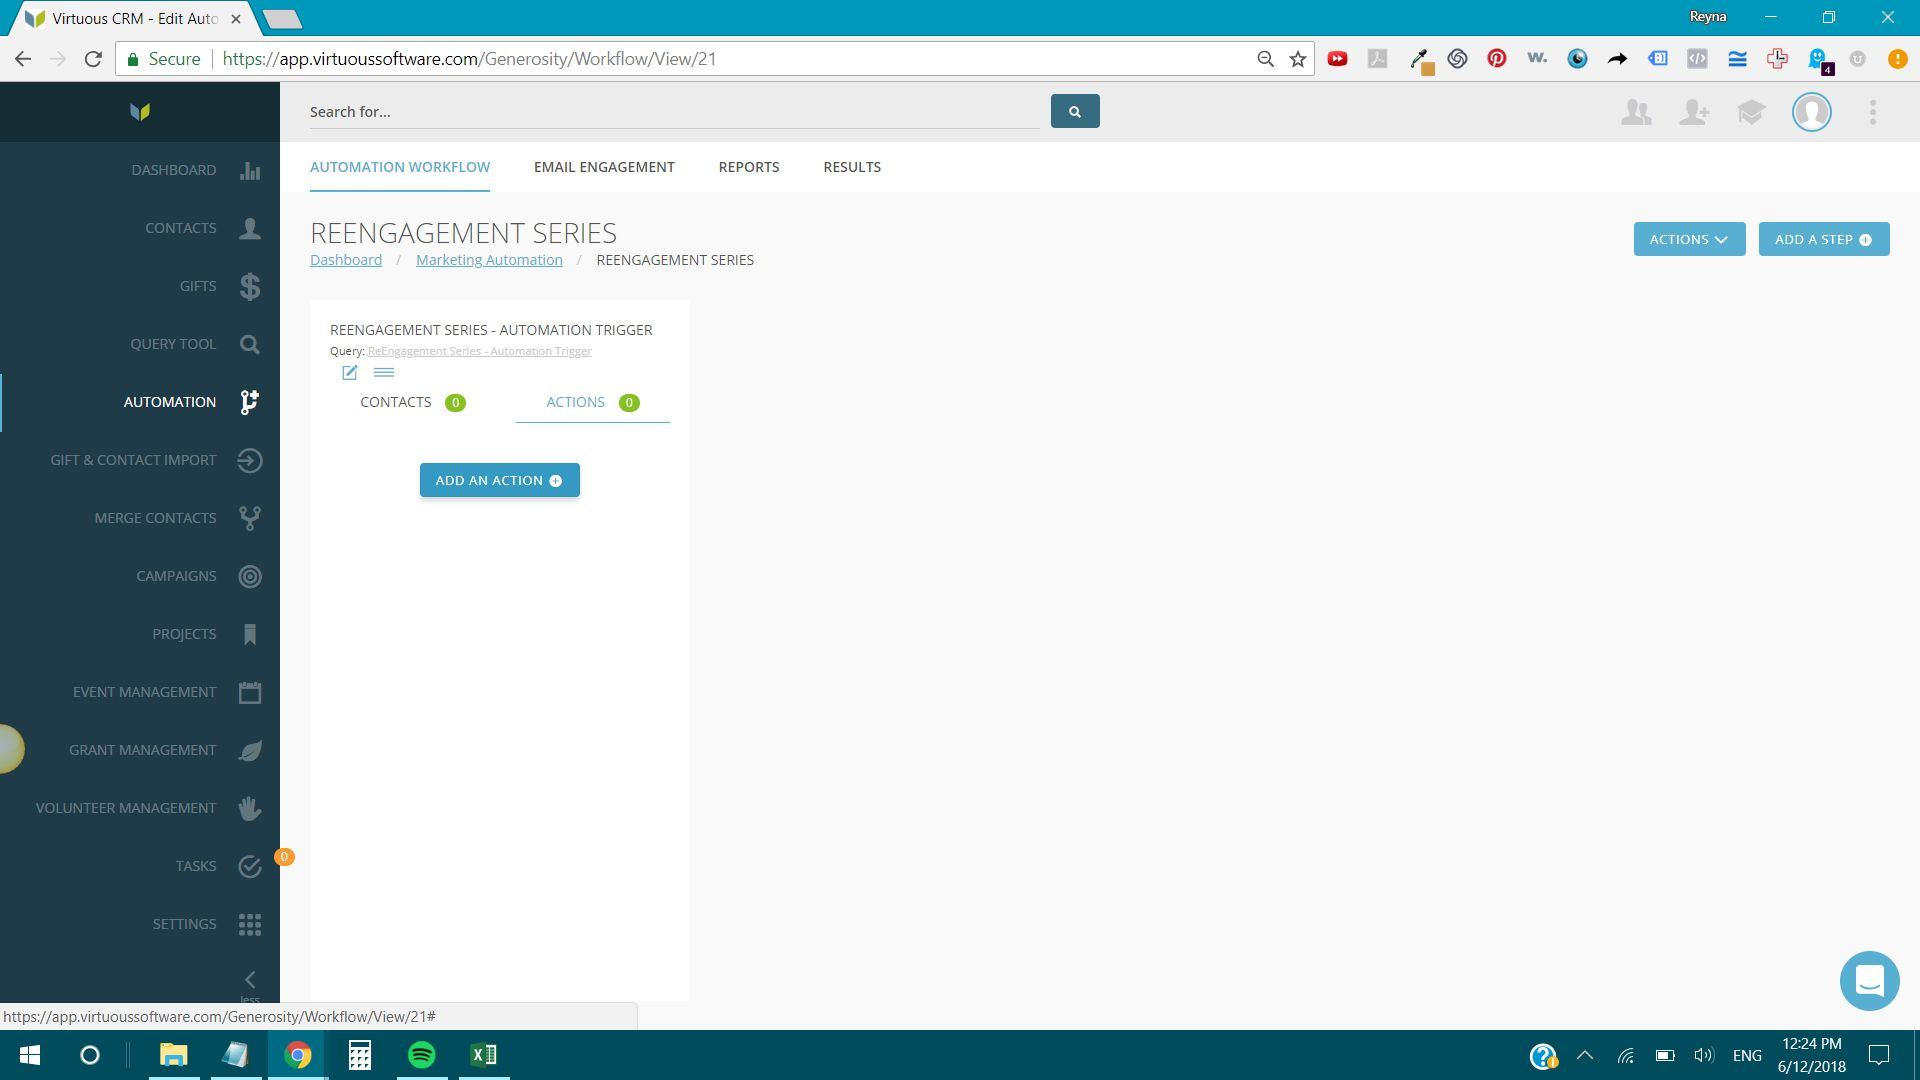 Virtuous CRM - Edit Auto
Reyna
Secure
https://app.virtuoussoftware.com/Generosity/Workflow/View/21
w.
4
Search for...
DASHBOARD
CONTACTS
GIFTS
QUERY TOOL
AUTOMATION
GIFT & CONTACT IMPORT
MERGE CONTACTS
CAMPAIGNS
PROJECTS
EVENT MANAGEMENT
GRANT MANAGEMENT
VOLUNTEER MANAGEMENT
TASKS
0
SETTINGS
less
AUTOMATION WORKFLOW
EMAIL ENGAGEMENT
REPORTS
RESULTS
REENGAGEMENT SERIES
Dashboard / Marketing Automation / REENGAGEMENT SERIES
ACTIONS
ADD A STEP
REENGAGEMENT SERIES - AUTOMATION TRIGGER
Query: ReEngagement Series - Automation Trigger
CONTACTS 0
ACTIONS 0
ADD AN ACTION
https://app.virtuoussoftware.com/Generosity/Workflow/View/21#
ENG
12:24 PM
6/12/2018